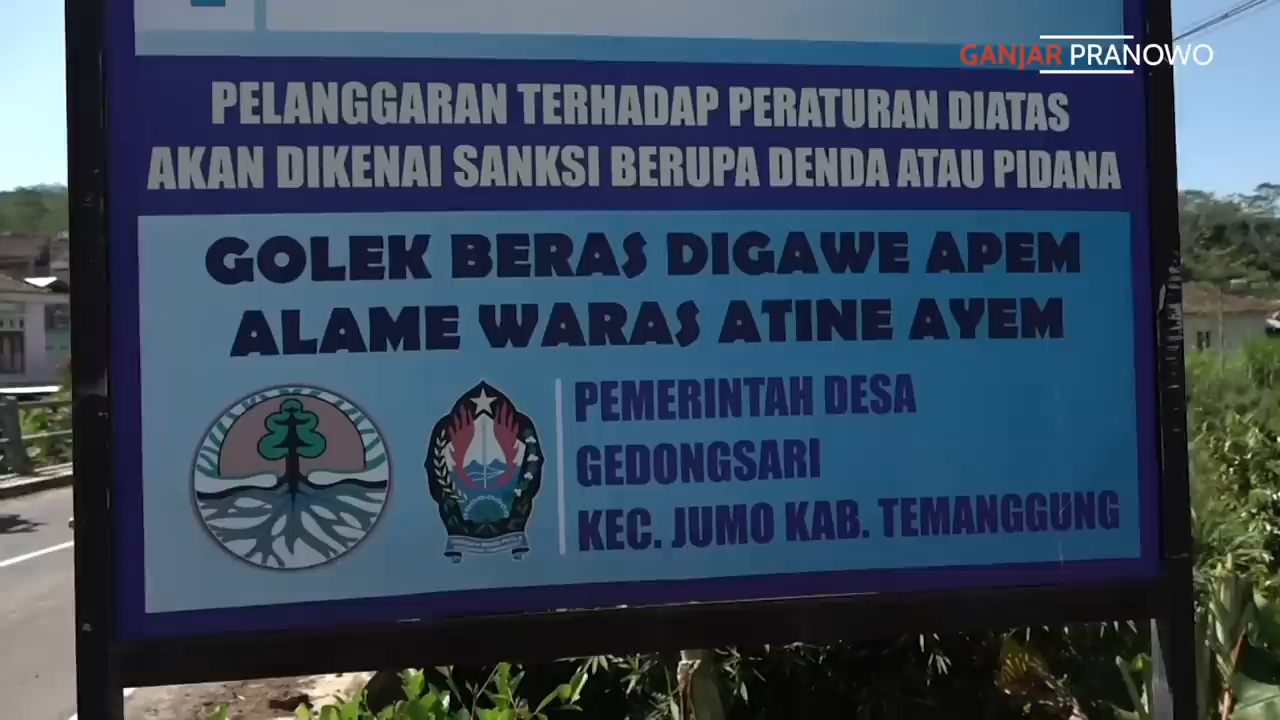 GANJAR PRANOWO
PELANGGARAN TERHADAP PERATURAN DIATAS
AKAN DIKENAI SANKSI BERUPA DENDA ATAU PIDANA
GOLEK BERAS DIGAWE APEM
ALAME WARAS ATINE AYEM
PEMERINTAH DESA
GEDONGSARI
KEC. JUMO KAB. TEMANGGUNG